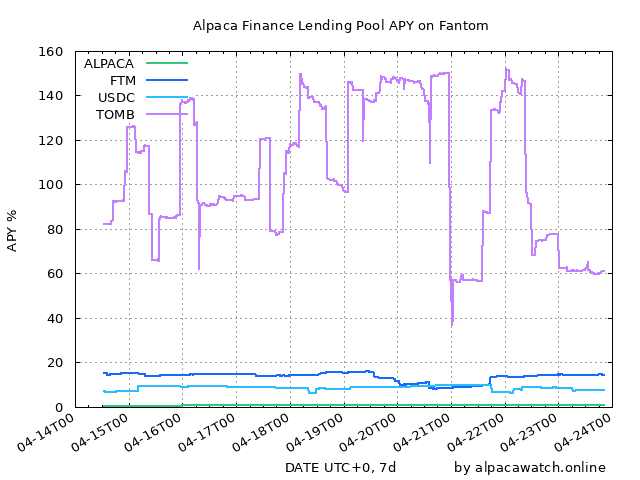 Alpaca Finance Lending Pool APY on Fantom
APY %
160
140
120
100
80
60
40
20
0
ALPACA
FTM
USDC
TOMB
04-14T00
04-15T00
04-16T00
04-17T00
04-18T00
04-19T00
04-20T00
04-21T00
04-22T00
04-23T00
04-24T00
DATE UTC+0, 7d
by alpacawatch.online